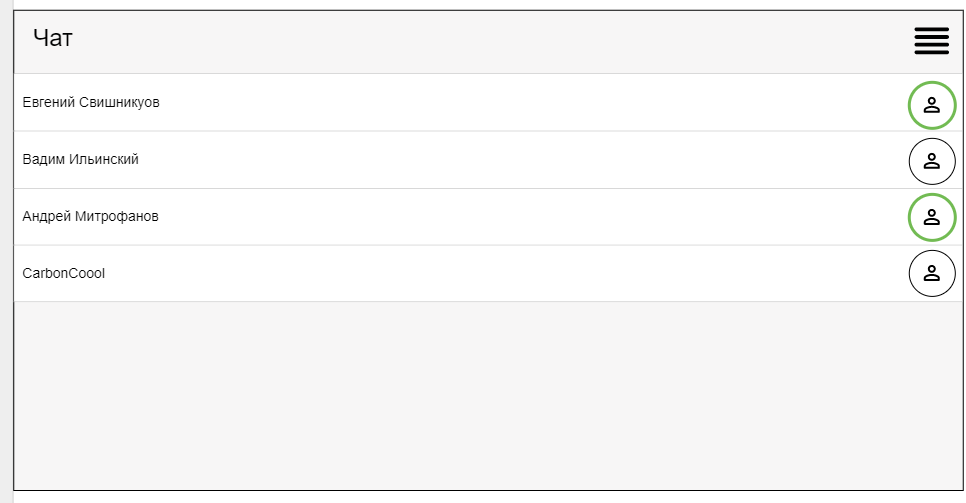 Чат
Евгений Свишникуов
Вадим Ильинский
Андрей Митрофанов
CarbonCoool